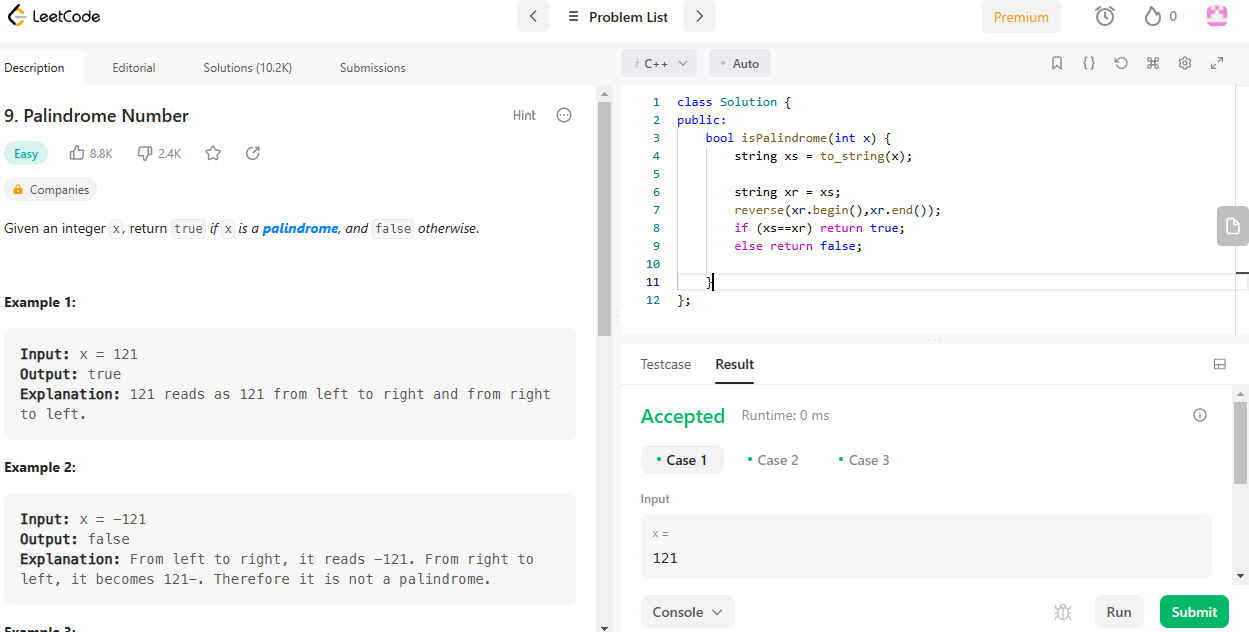 LeetCode
Problem List
Premium
0
Description
Editorial
Solutions (10.2K)
Submissions
9. Palindrome Number
Hint
Easy
8.8K
2.4K
Companies
Given an integer x, return true if x is a palindrome, and false otherwise.
Example 1:
Input: x = 121
Output: true
Explanation: 121 reads as 121 from left to right and from right
to left.
Example 2:
Input: x = -121
Output: false
Explanation: From left to right, it reads -121. From right to
left, it becomes 121-. Therefore it is not a palindrome.
Example 3:
i C++
Auto
{}
1 class Solution {
2 public:
3 bool isPalindrome(int x) {
4 string xs = to_string(x);
5
6 string xr = xs;
7 reverse(xr.begin(),xr.end());
8 if (xs==xr) return true;
9 else return false;
10
11 }
12 };
Testcase
Result
Accepted
Runtime: 0 ms
Case 1
Case 2
Case 3
Input
x =
121
Console
Run
Submit